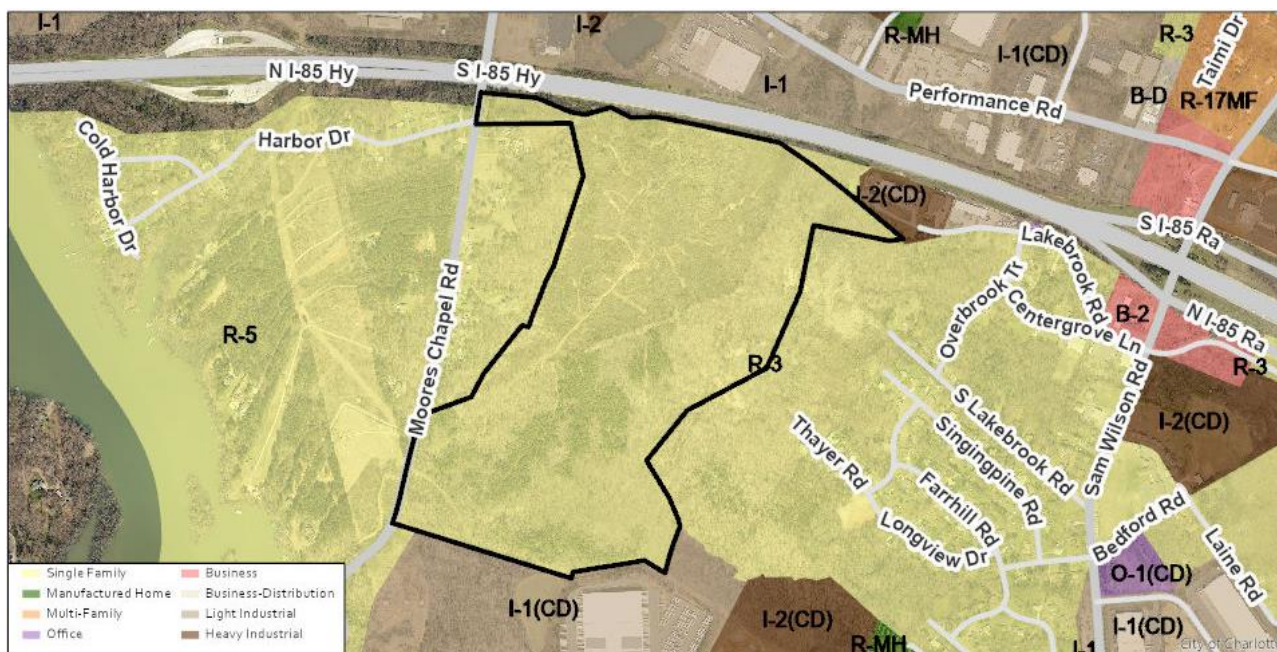 I-1
I-2
R-MH
I-1(CD)
R-3
Taimi Dr
N I-85 Hy
S I-85 Hy
I-1
Performance Rd
B-D
R-17MF
Cold Harbor Dr
Harbor Dr
I-2(CD)
S I-85 Ra
Lakebrook Rd
Overbrook Tr
Centergrove Ln
B-2
N I-85 Ra
R-3
R-5
Moores Chapel Rd
R-3
Sam Wilson Rd
I-2(CD)
S Lakebrook Rd
Singingpine Rd
Thayer Rd
Farrhill Rd
Longview Dr
Bedford Rd
Laine Rd
O-1(CD)
I-1(CD)
I-2(CD)
R-MH
I-1
I-1(CD)
Single Family
Manufactured Home
Multi-Family
Office
Business
Business-Distribution
Light Industrial
Heavy Industrial
City of Charlott